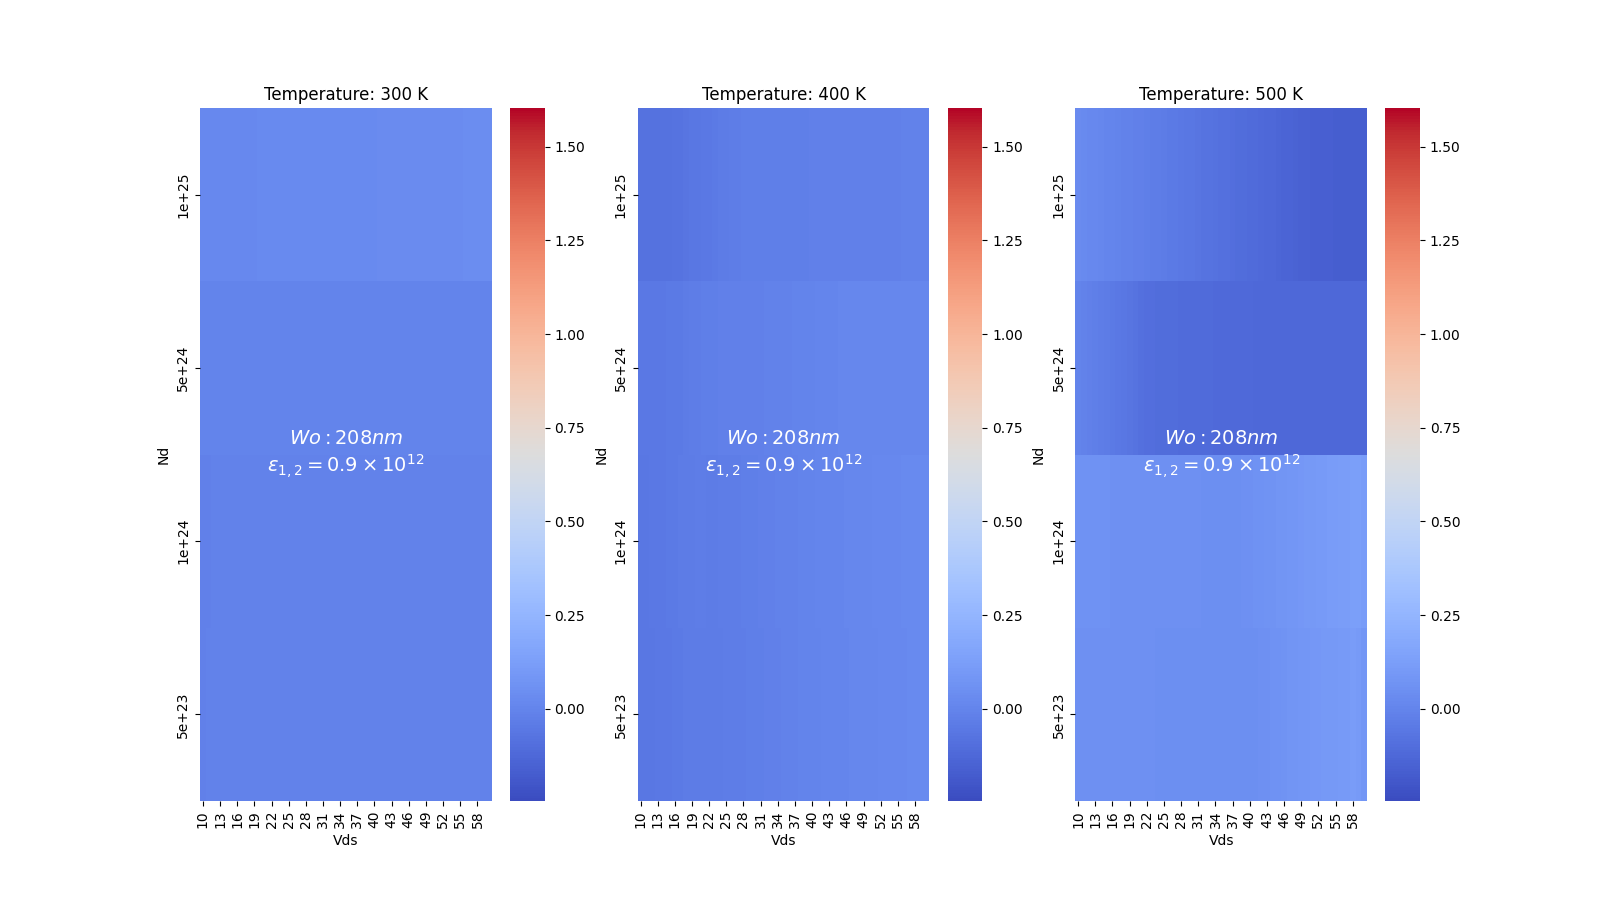 Temperature: 300 K
1e+25
5e+24
1e+24
5e+23
Nd
Wo : 208nm
ε1, 2 = 0.9 × 10^12
10 13 16 19 22 25 28 31 34 37 40 43 46 49 52 55 58
Vds
1.50
1.25
1.00
0.75
0.50
0.25
0.00
Temperature: 400 K
1e+25
5e+24
1e+24
5e+23
Nd
Wo : 208nm
ε1, 2 = 0.9 × 10^12
10 13 16 19 22 25 28 31 34 37 40 43 46 49 52 55 58
Vds
1.50
1.25
1.00
0.75
0.50
0.25
0.00
Temperature: 500 K
1e+25
5e+24
1e+24
5e+23
Nd
Wo : 208nm
ε1, 2 = 0.9 × 10^12
10 13 16 19 22 25 28 31 34 37 40 43 46 49 52 55 58
Vds
1.50
1.25
1.00
0.75
0.50
0.25
0.00